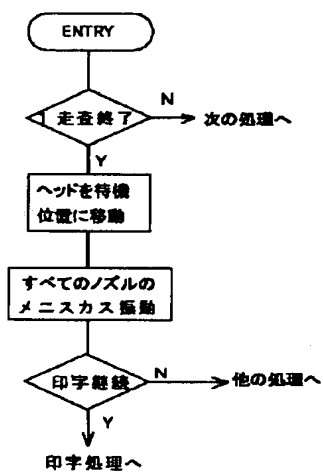 ENTRY
走査終了
N
次の処理へ
Y
ヘッドを待機
位置に移動
すべてのノズルの
メニスカス振動
印字継続
N
他の処理へ
Y
印字処理へ